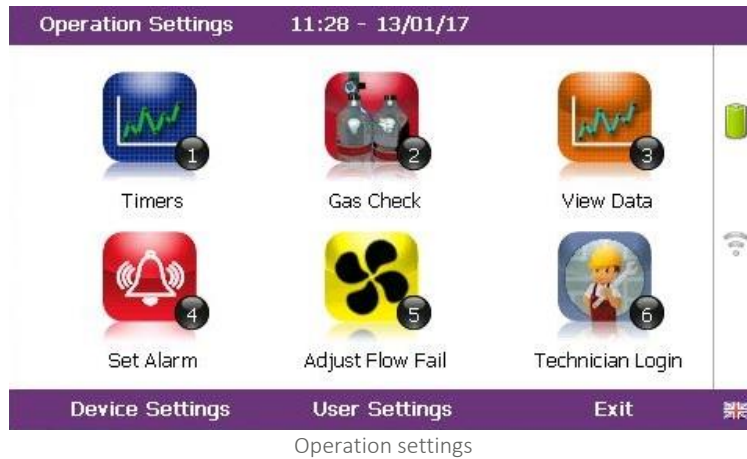 Operation Settings 11:28 - 13/01/17
1 2 3
Timers Gas Check View Data
4 5 6
Set Alarm Adjust Flow Fail Technician Login
Device Settings User Settings Exit
Operation settings